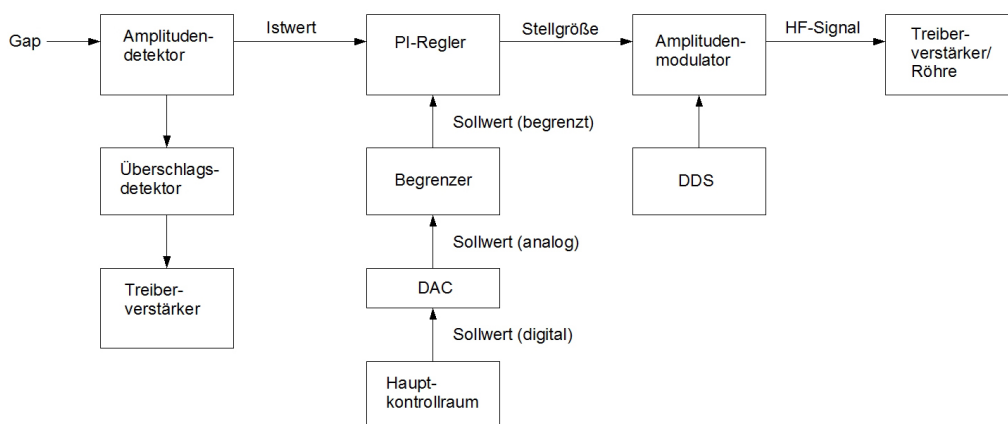 Gap
Amplituden-
detektor
Istwert
PI-Regler
Stellgröße
Amplituden-
modulator
HF-Signal
Treiber-
verstärker/
Röhre
Sollwert (begrenzt)
Überschlags-
detektor
Begrenzer
DDS
Sollwert (analog)
Treiber-
verstärker
DAC
Sollwert (digital)
Haupt-
kontrollraum